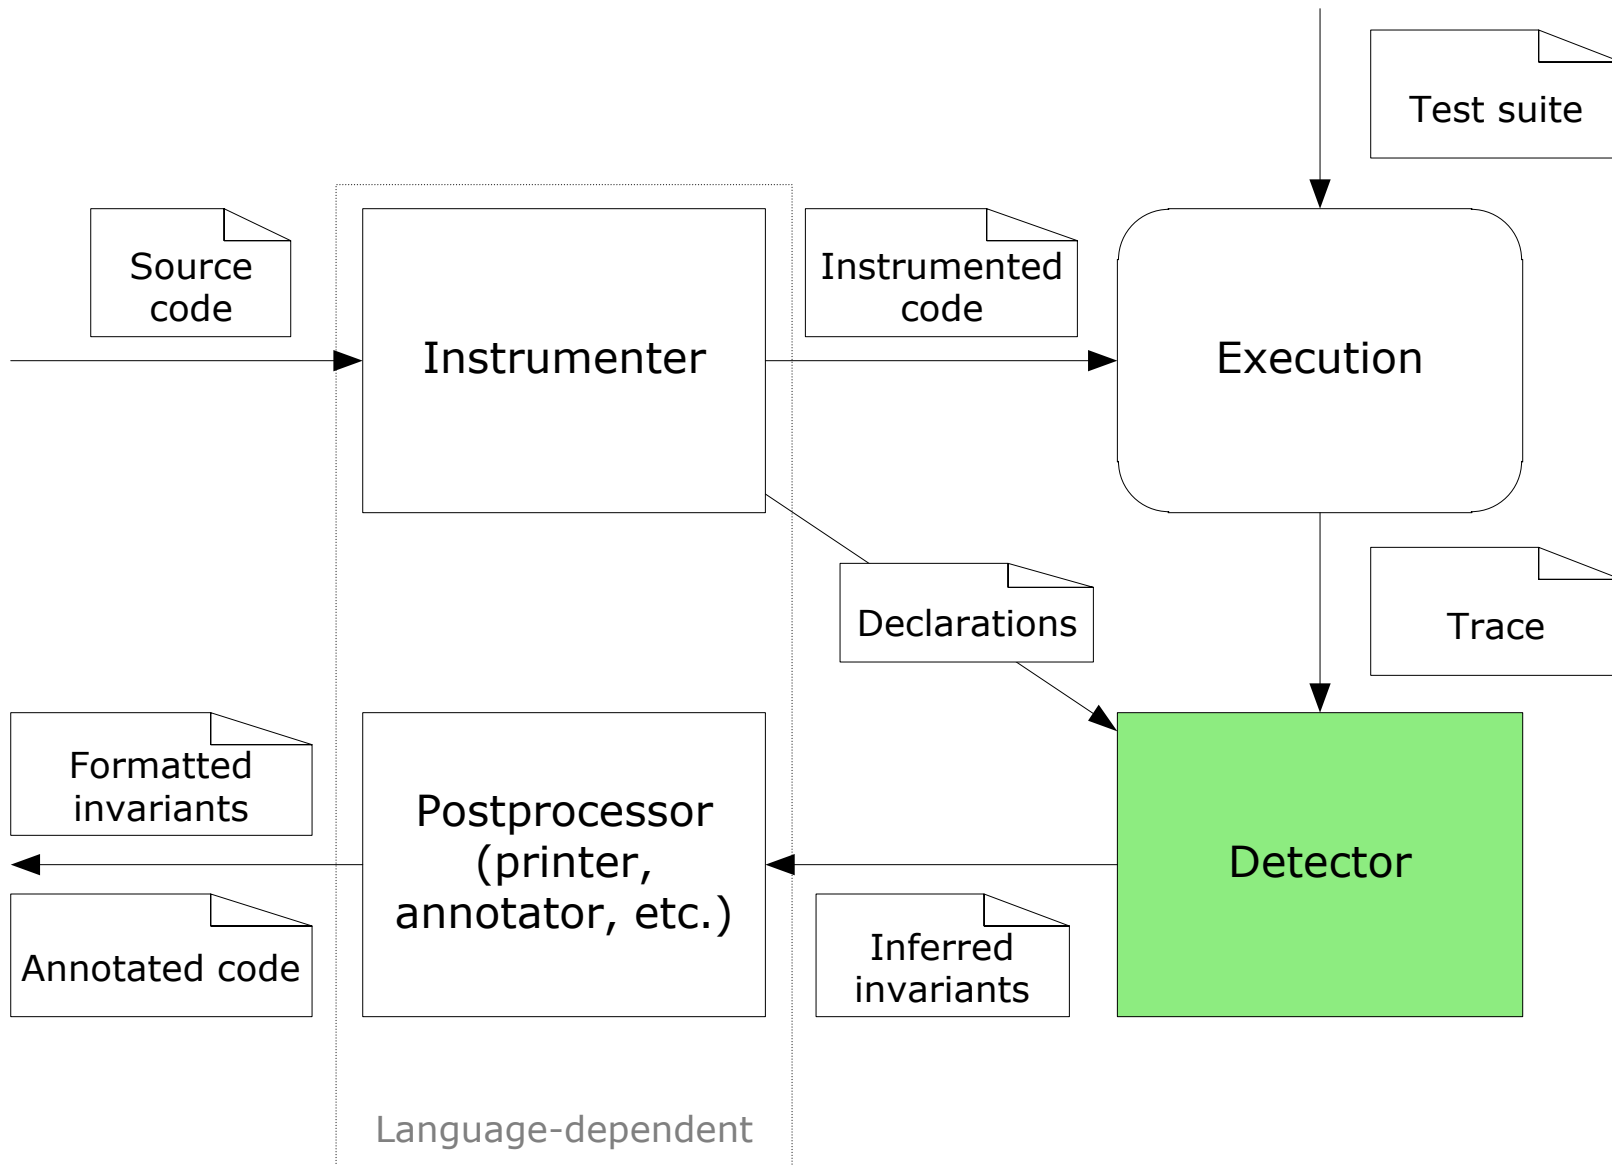 Test suite
Source
code
Instrumenter
Instrumented
code
Execution
Declarations
Trace
Formatted
invariants
Annotated code
Postprocessor
(printer,
annotator, etc.)
Inferred
invariants
Detector
Language-dependent